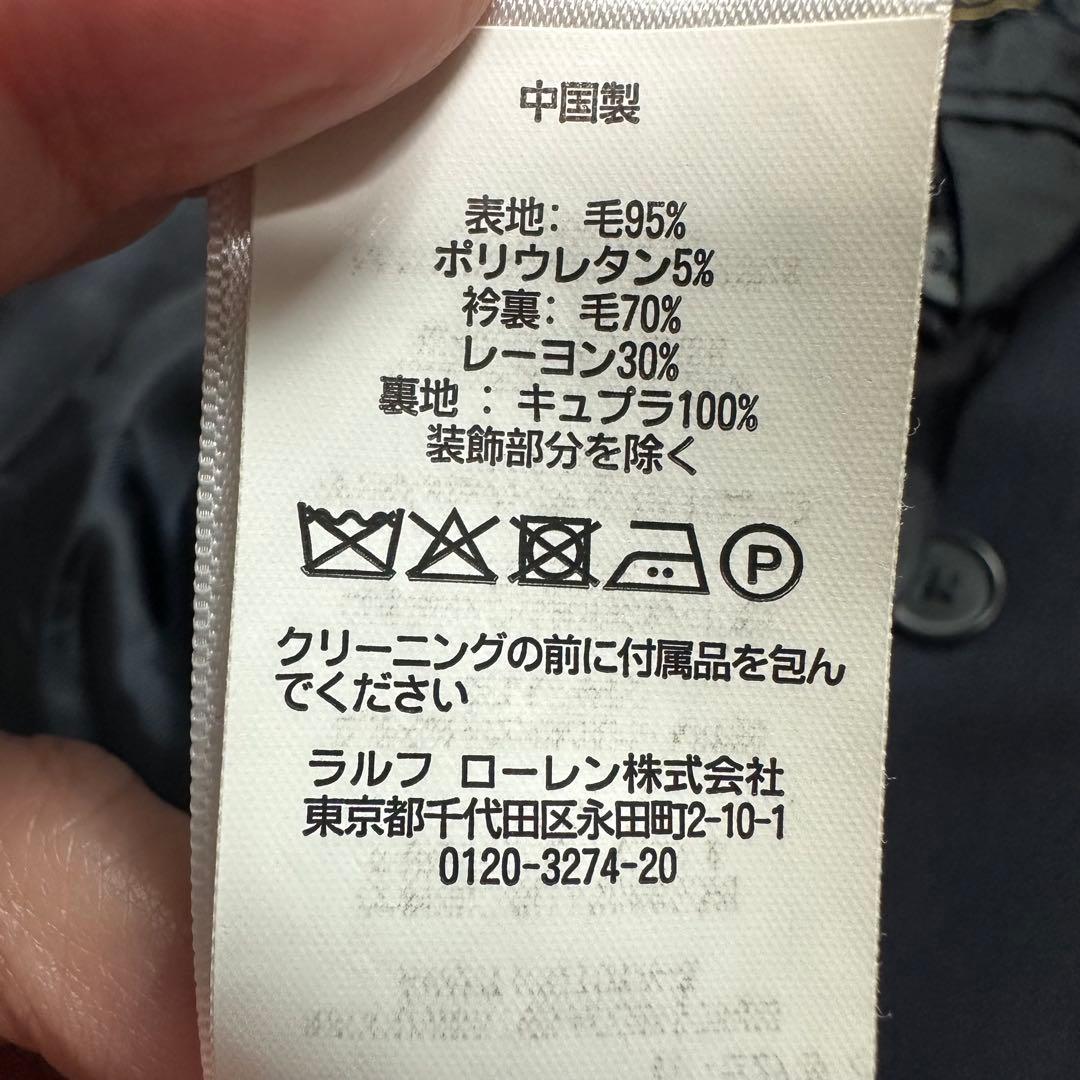 中国製
表地: 毛95%
ポリウレタン5%
衿裏: 毛70%
レーヨン30%
裏地 : キュプラ100%
装飾部分を除く
P
クリーニングの前に付属品を包ん
でください
ラルフ ローレン株式会社
東京都千代田区永田町2-10-1
0120-3274-20